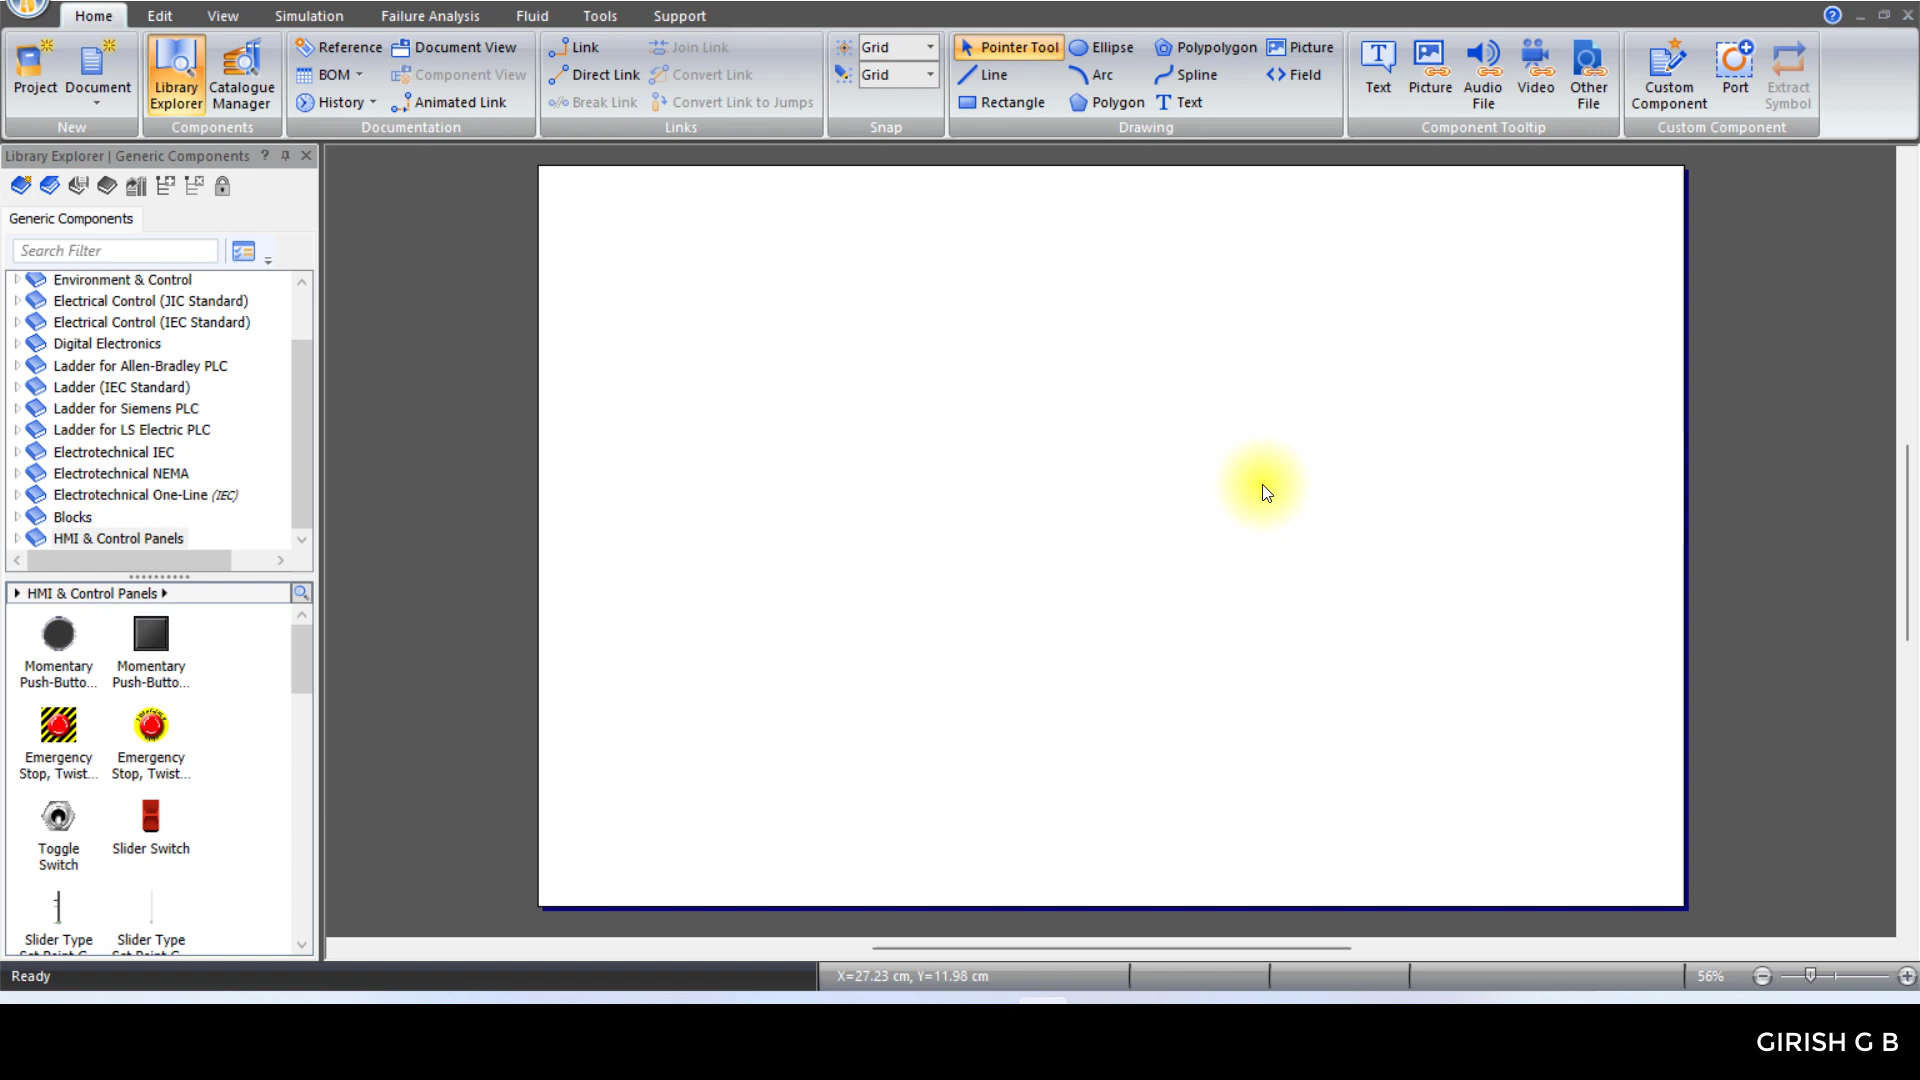 Home Edit View Simulation Failure Analysis Fluid Tools Support
Reference Document View Link Join Link Grid Pointer Tool Ellipse Polypolygon Picture
BOM Component View Direct Link Convert Link Grid Line Arc Spline Field
Project Document Library Explorer Catalogue Manager
History Animated Link Break Link Convert Link to Jumps Rectangle Polygon Text
Text Picture Audio File Video Other File Custom Component Port Extract Symbol
New Components Documentation Links Snap Drawing Component Tooltip Custom Component
Library Explorer | Generic Components ?
Generic Components
Search Filter
Environment & Control
Electrical Control (JIC Standard)
Electrical Control (IEC Standard)
Digital Electronics
Ladder for Allen-Bradley PLC
Ladder (IEC Standard)
Ladder for Siemens PLC
Ladder for LS Electric PLC
Electrotechnical IEC
Electrotechnical NEMA
Electrotechnical One-Line (IEC)
Blocks
HMI & Control Panels
HMI & Control Panels
Momentary Push-Butto... Momentary Push-Butto...
Emergency Stop, Twist... Emergency Stop, Twist...
Toggle Switch Slider Switch
Slider Type Slider Type
Ready X=27.23 cm, Y=11.98 cm 56%
GIRISH G B